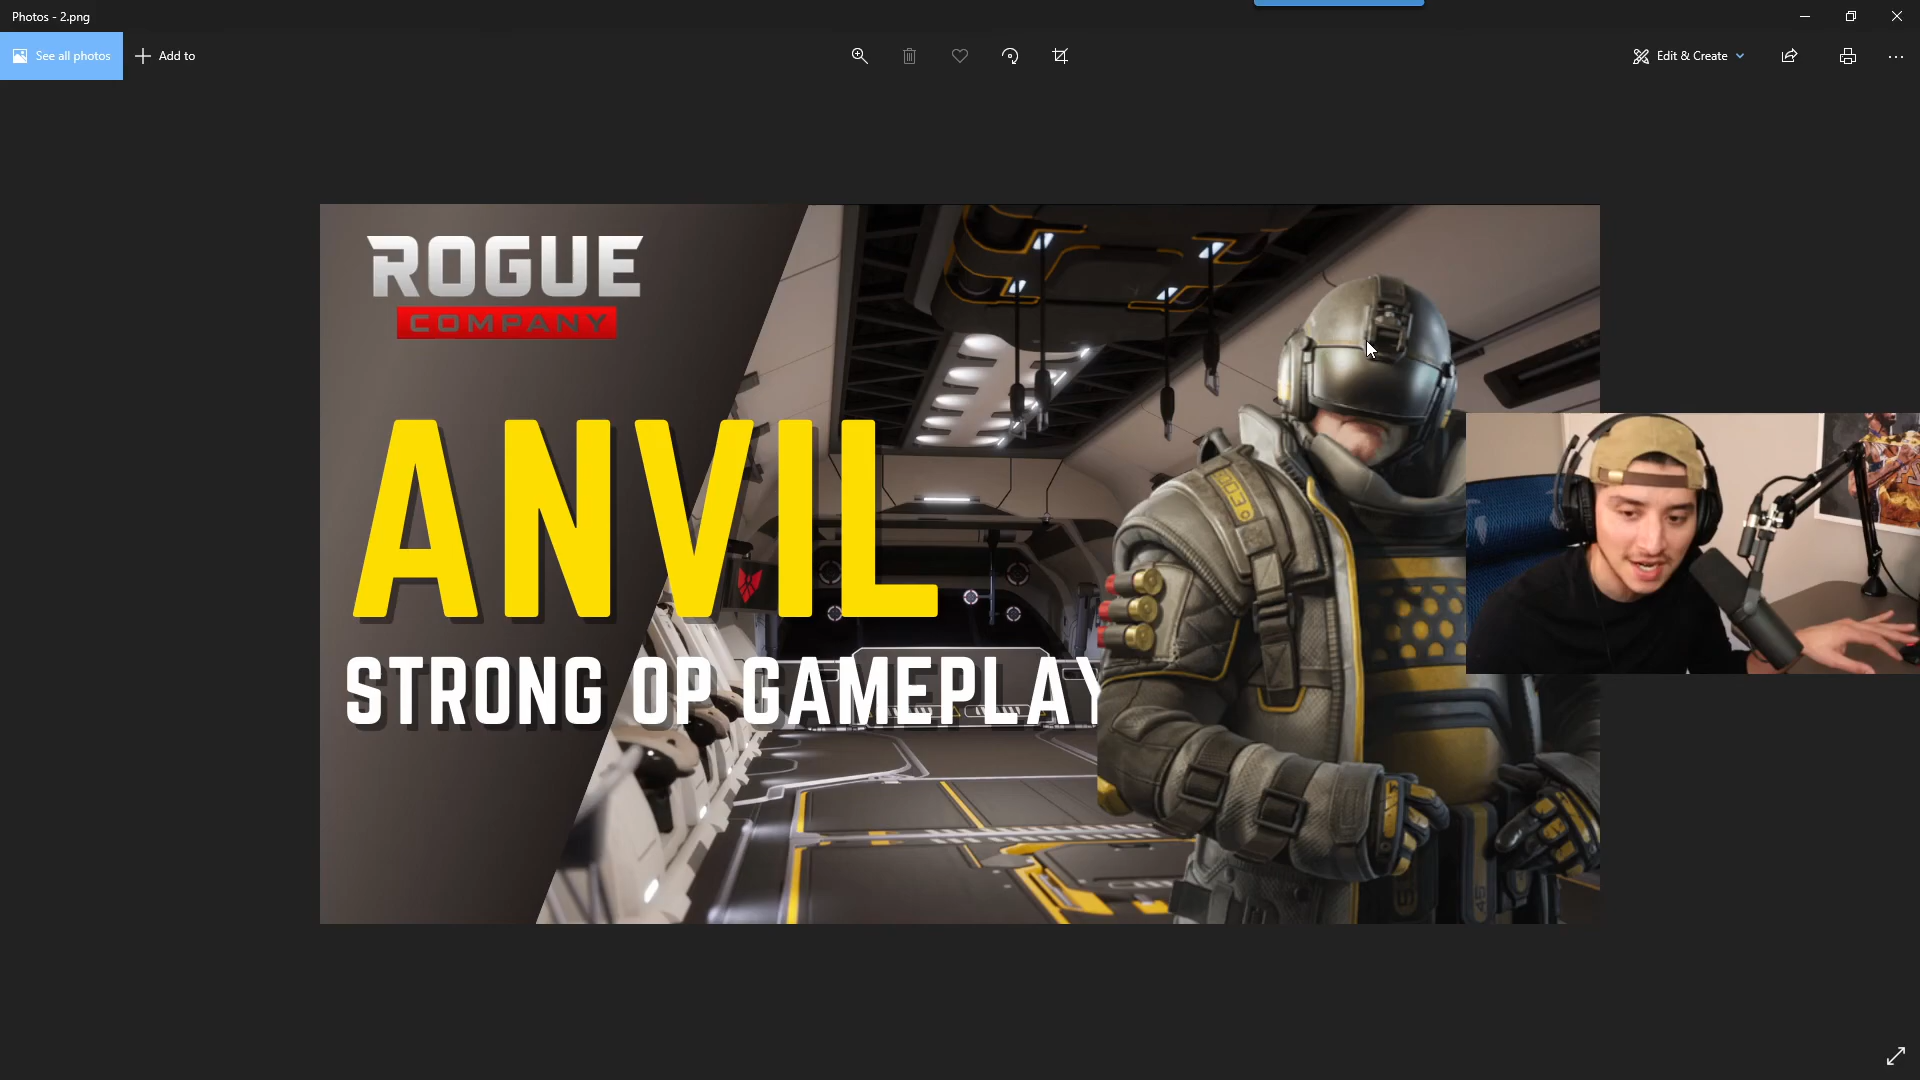 Photos - 2.png
See all photos
Add to
Edit & Create
ROGUE
COMPANY
ANVIL
STRONG OP GAMEPLAY